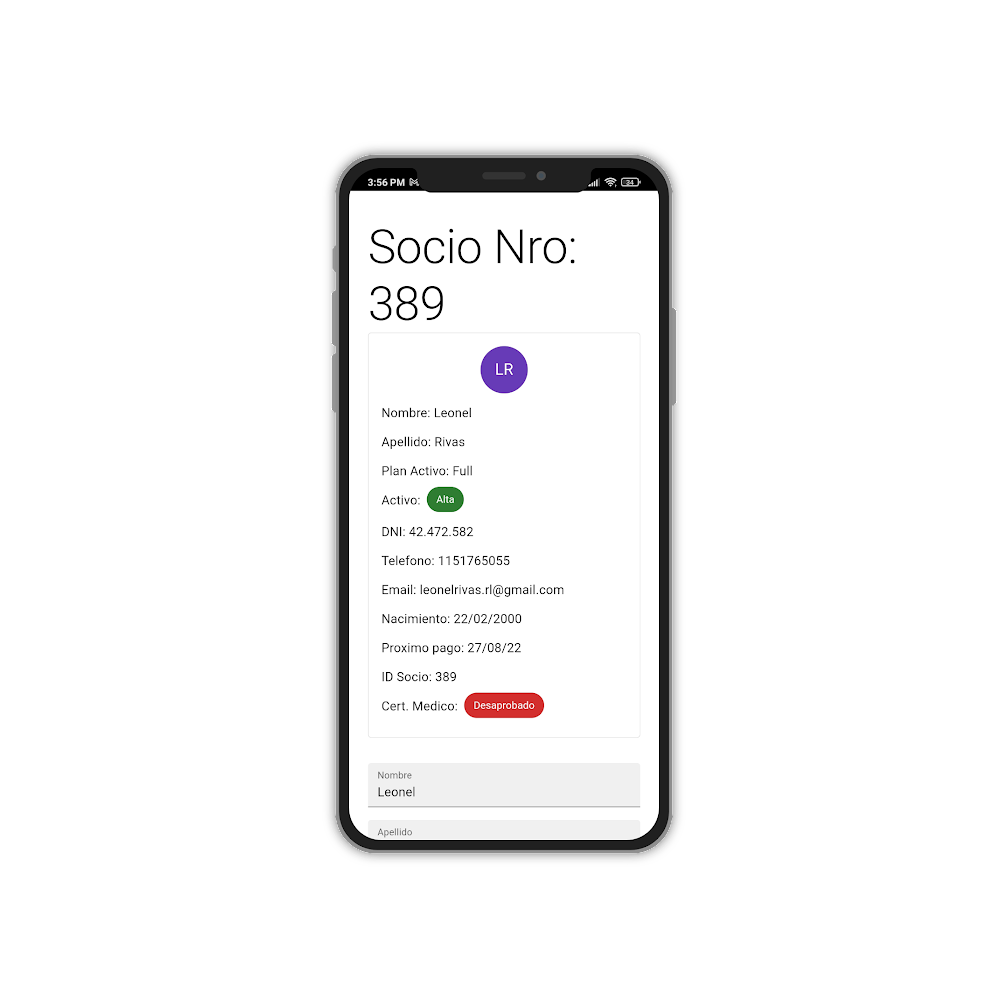 3:56 PM
34
Socio Nro:
389
LR
Nombre: Leonel
Apellido: Rivas
Plan Activo: Full
Activo: Alta
DNI: 42.472.582
Telefono: 1151765055
Email: leonelrivas.rl@gmail.com
Nacimiento: 22/02/2000
Proximo pago: 27/08/22
ID Socio: 389
Cert. Medico: Desaprobado
Nombre
Leonel
Apellido